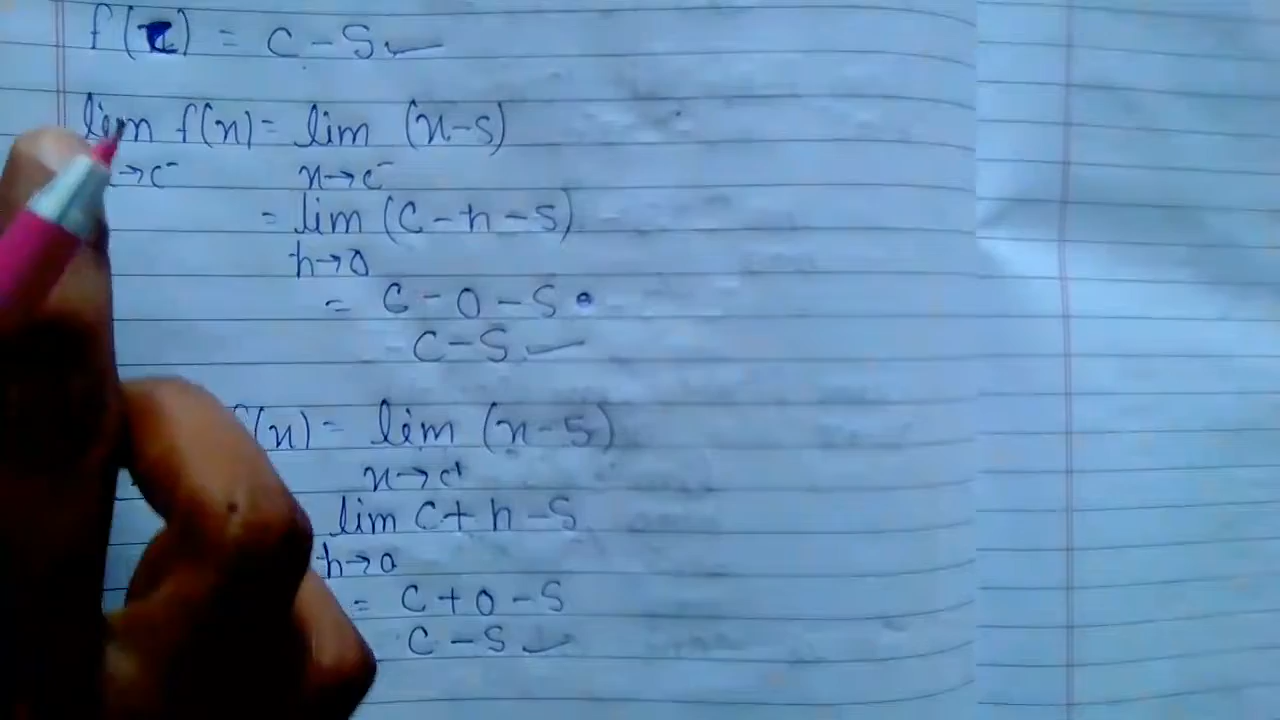 f(c) = c - 5
lim f(x) = lim (x-5)
→c⁻ x→c⁻
= lim (c-h-5)
h→0
= c-0-5
c-5
f(x) = lim (x-5)
x→c⁺
lim c+h-5
h→0
= c+0-5
c-5